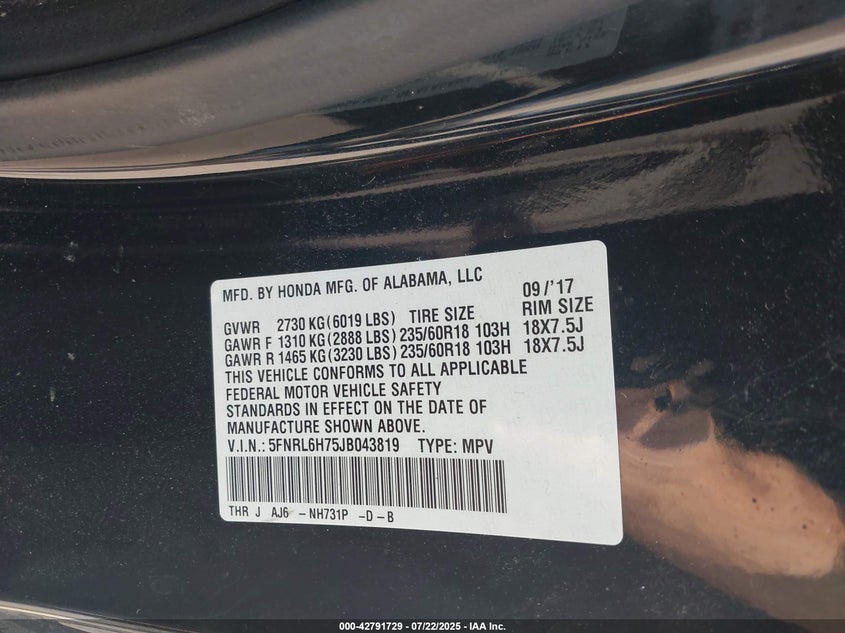 MFD. BY HONDA MFG. OF ALABAMA, LLC 09/'17
GVWR 2730 KG(6019 LBS) TIRE SIZE RIM SIZE
GAWR F 1310 KG(2888 LBS) 235/60R18 103H 18X7.5J
GAWR R 1465 KG(3230 LBS) 235/60R18 103H 18X7.5J
THIS VEHICLE CONFORMS TO ALL APPLICABLE
FEDERAL MOTOR VEHICLE SAFETY
STANDARDS IN EFFECT ON THE DATE OF
MANUFACTURE SHOWN ABOVE.
V.I.N.: 5FNRL6H75JB043819 TYPE: MPV
THR J AJ6 -NH731P -D-B
000-42791729 - 07/22/2025 - IAA Inc.